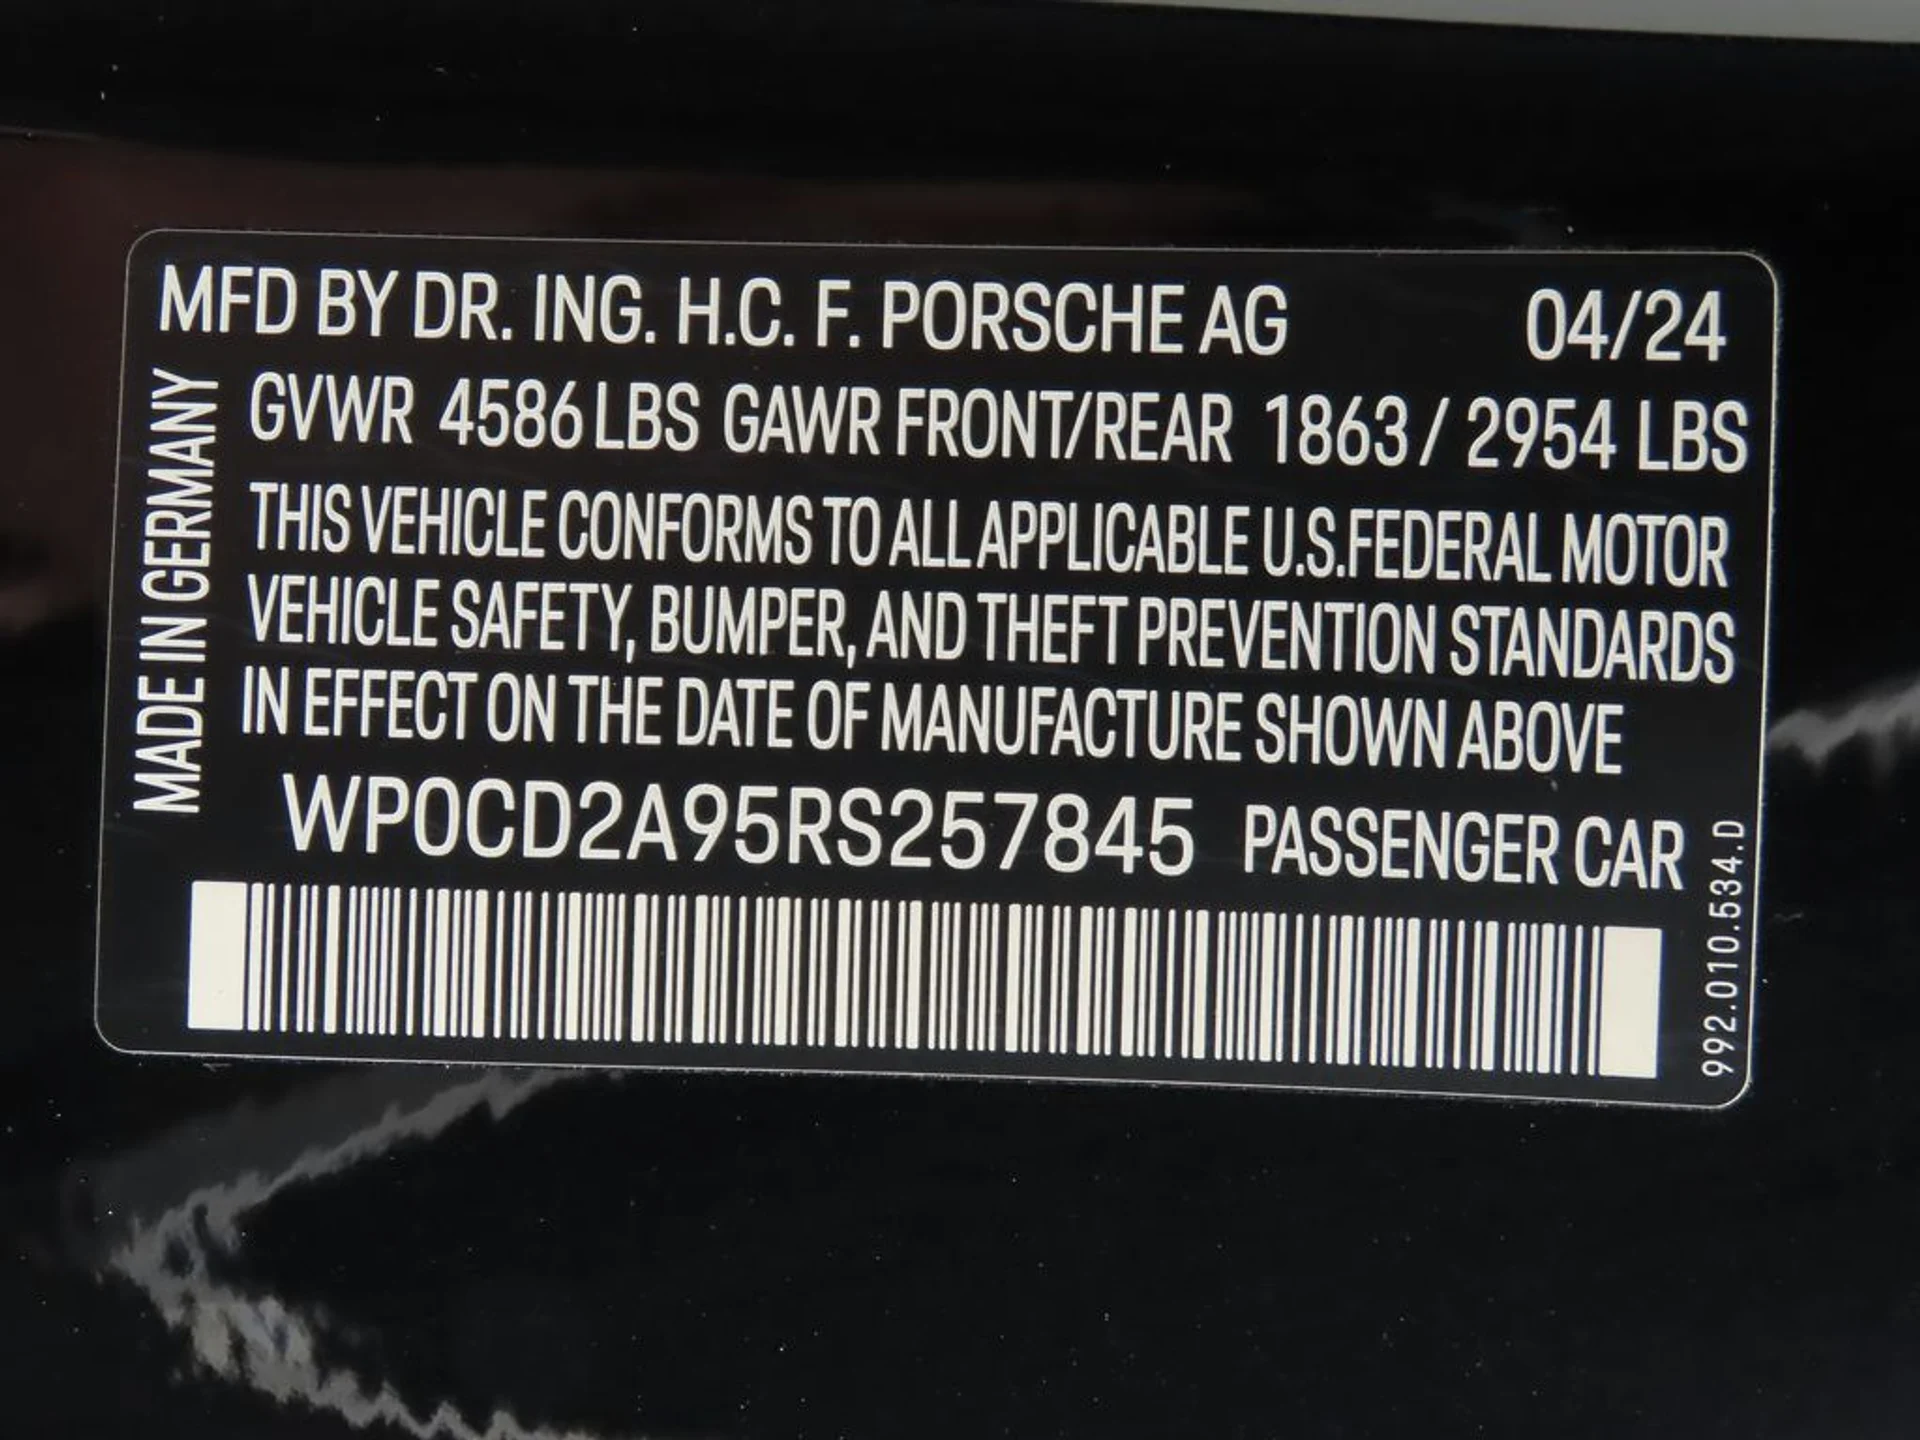 MFD BY DR. ING. H.C. F. PORSCHE AG 04/24
GVWR 4586 LBS GAWR FRONT/REAR 1863 / 2954 LBS
THIS VEHICLE CONFORMS TO ALL APPLICABLE U.S.FEDERAL MOTOR
VEHICLE SAFETY, BUMPER, AND THEFT PREVENTION STANDARDS
IN EFFECT ON THE DATE OF MANUFACTURE SHOWN ABOVE
MADE IN GERMANY
WP0CD2A95RS257845 PASSENGER CAR
992.010.534.D